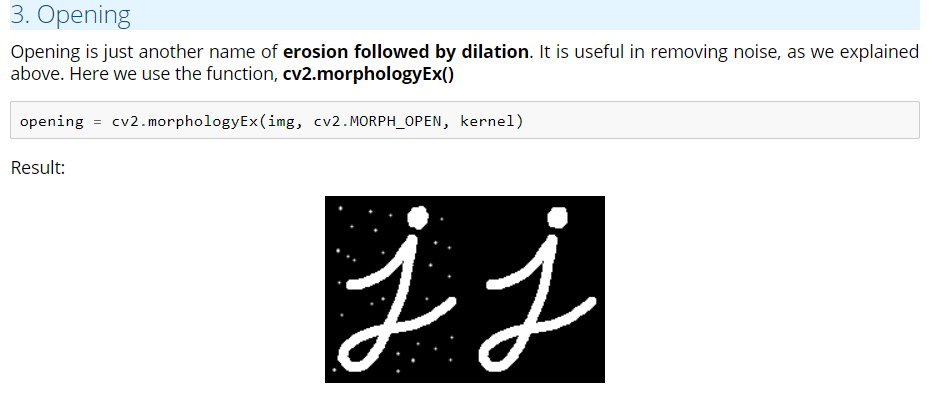 3. Opening
Opening is just another name of erosion followed by dilation. It is useful in removing noise, as we explained
above. Here we use the function, cv2.morphologyEx()
opening = cv2.morphologyEx(img, cv2.MORPH_OPEN, kernel)
Result:
j j